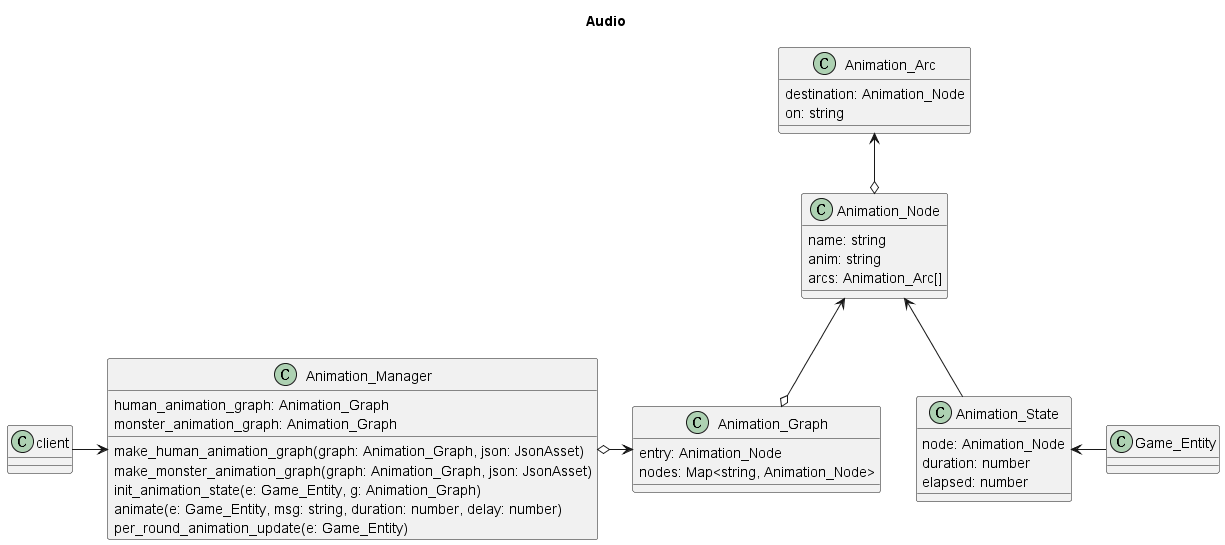 Audio
C Animation_Arc
destination: Animation_Node
on: string
C Animation_Node
name: string
anim: string
arcs: Animation_Arc[]
C client
C Animation_Manager
human_animation_graph: Animation_Graph
monster_animation_graph: Animation_Graph
make_human_animation_graph(graph: Animation_Graph, json: JsonAsset)
make_monster_animation_graph(graph: Animation_Graph, json: JsonAsset)
init_animation_state(e: Game_Entity, g: Animation_Graph)
animate(e: Game_Entity, msg: string, duration: number, delay: number)
per_round_animation_update(e: Game_Entity)
C Animation_Graph
entry: Animation_Node
nodes: Map<string, Animation_Node>
C Animation_State
node: Animation_Node
duration: number
elapsed: number
C Game_Entity